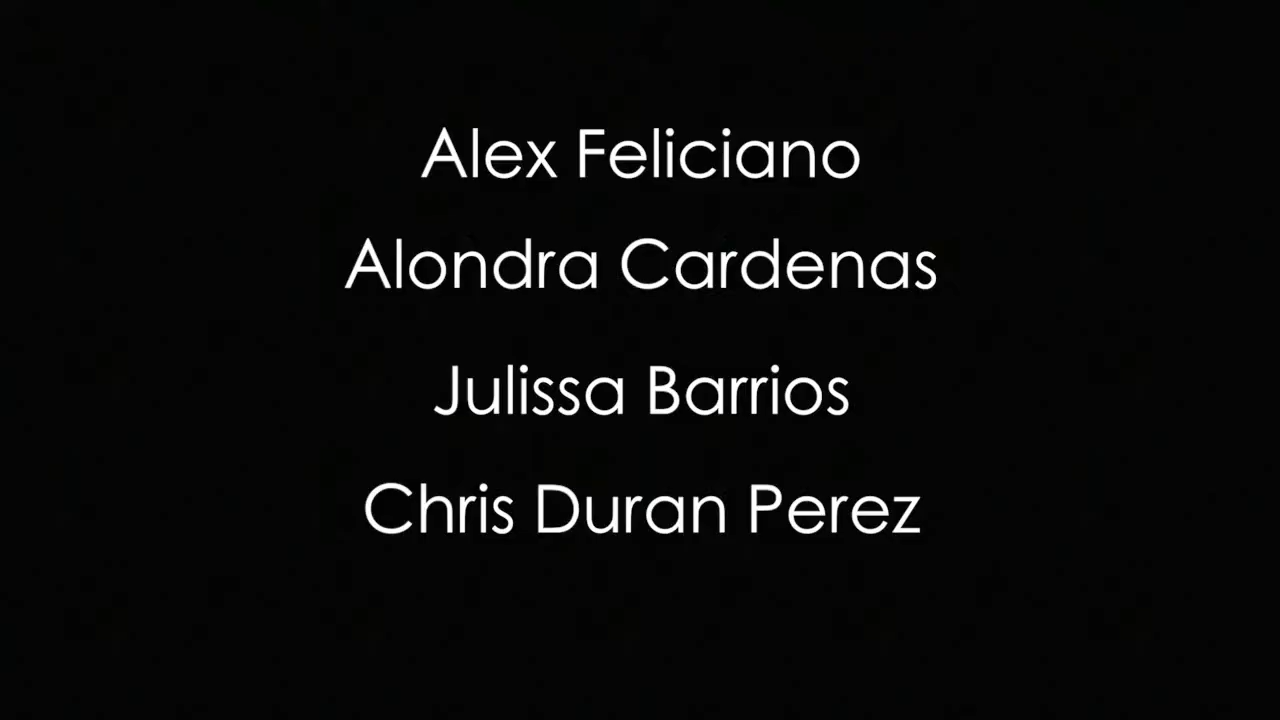 Alex Feliciano
Alondra Cardenas
Julissa Barrios
Chris Duran Perez